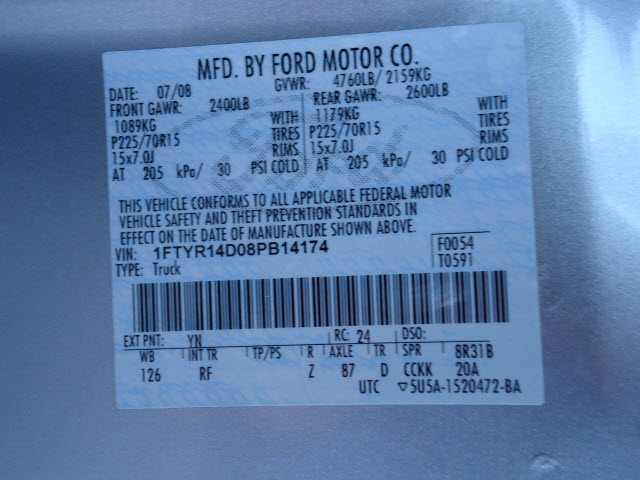 MFD. BY FORD MOTOR CO.
DATE: 07/08 GVWR: 4760LB/ 2159KG
FRONT GAWR: 2400LB REAR GAWR: 2600LB
1089KG WITH 1179KG WITH
P225/70R15 TIRES P225/70R15 TIRES
15x7.0J RIMS 15x7.0J RIMS
AT 205 kPa/ 30 PSI COLD AT 205 kPa/ 30 PSI COLD
THIS VEHICLE CONFORMS TO ALL APPLICABLE FEDERAL MOTOR
VEHICLE SAFETY AND THEFT PREVENTION STANDARDS IN
EFFECT ON THE DATE OF MANUFACTURE SHOWN ABOVE.
VIN: 1FTYR14D08PB14174 F0054
TYPE: Truck T0591
EXT PNT: YN RC: 24 DSO:
WB INT TR TP/PS R AXLE TR SPR 8R31B
126 RF Z 87 D CCKK 20A
UTC ▽5U5A-1520472-BA